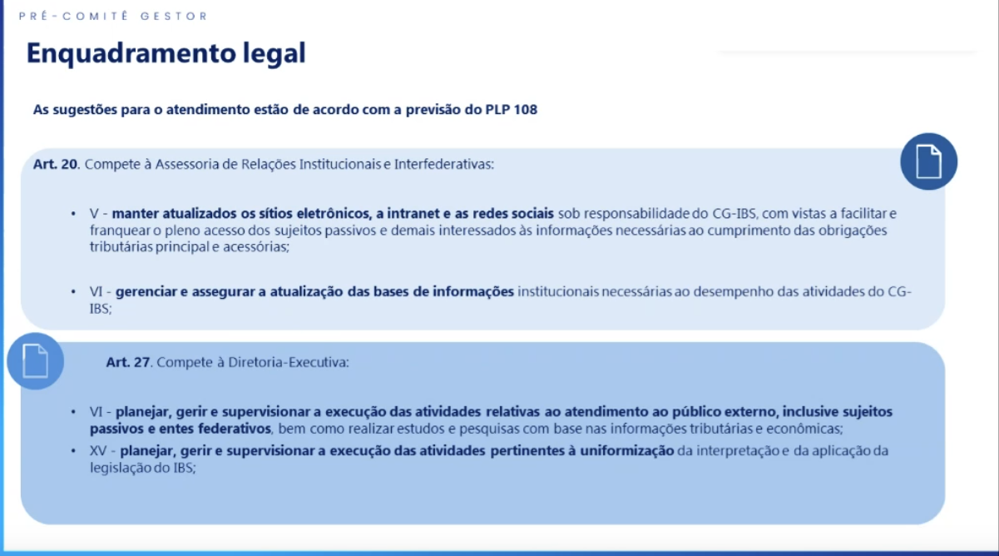 PRÉ-COMITÊ GESTOR
Enquadramento legal
As sugestões para o atendimento estão de acordo com a previsão do PLP 108
Art. 20. Compete à Assessoria de Relações Institucionais e Interfederativas:
• V - manter atualizados os sítios eletrônicos, a intranet e as redes sociais sob responsabilidade do CG-IBS, com vistas a facilitar e
franquear o pleno acesso dos sujeitos passivos e demais interessados às informações necessárias ao cumprimento das obrigações
tributárias principal e acessórias;
• VI - gerenciar e assegurar a atualização das bases de informações institucionais necessárias ao desempenho das atividades do CG-
IBS;
Art. 27. Compete à Diretoria-Executiva:
• VI - planejar, gerir e supervisionar a execução das atividades relativas ao atendimento ao público externo, inclusive sujeitos
passivos e entes federativos, bem como realizar estudos e pesquisas com base nas informações tributárias e econômicas;
• XV - planejar, gerir e supervisionar a execução das atividades pertinentes à uniformização da interpretação e da aplicação da
legislação do IBS;